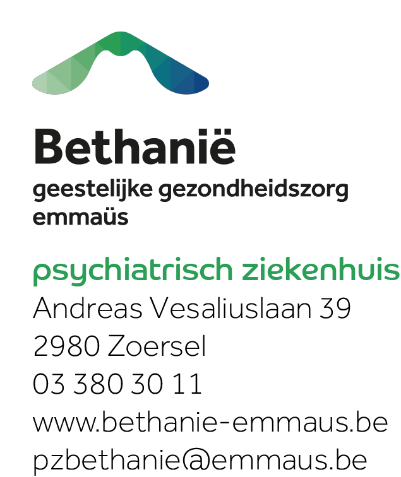 Bethanië
geestelijke gezondheidszorg
emmaüs
psychiatrisch ziekenhuis
Andreas Vesaliuslaan 39
2980 Zoersel
03 380 30 11
www.bethanie-emmaus.be
pzbethanie@emmaus.be